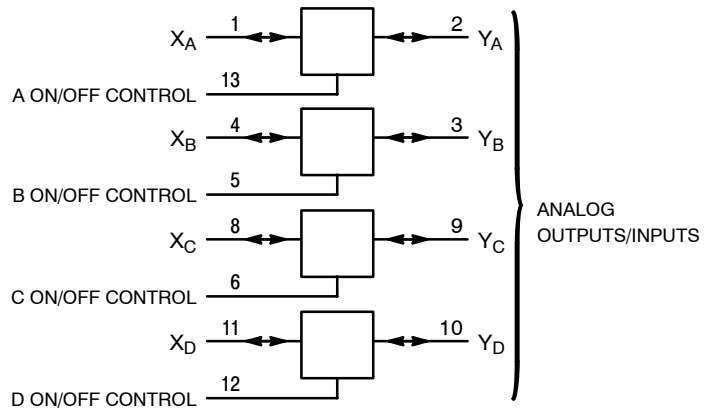 X_A 1 2 Y_A
A ON/OFF CONTROL 13
X_B 4 3 Y_B
B ON/OFF CONTROL 5
X_C 8 9 Y_C
C ON/OFF CONTROL 6
X_D 11 10 Y_D
D ON/OFF CONTROL 12
ANALOG
OUTPUTS/INPUTS